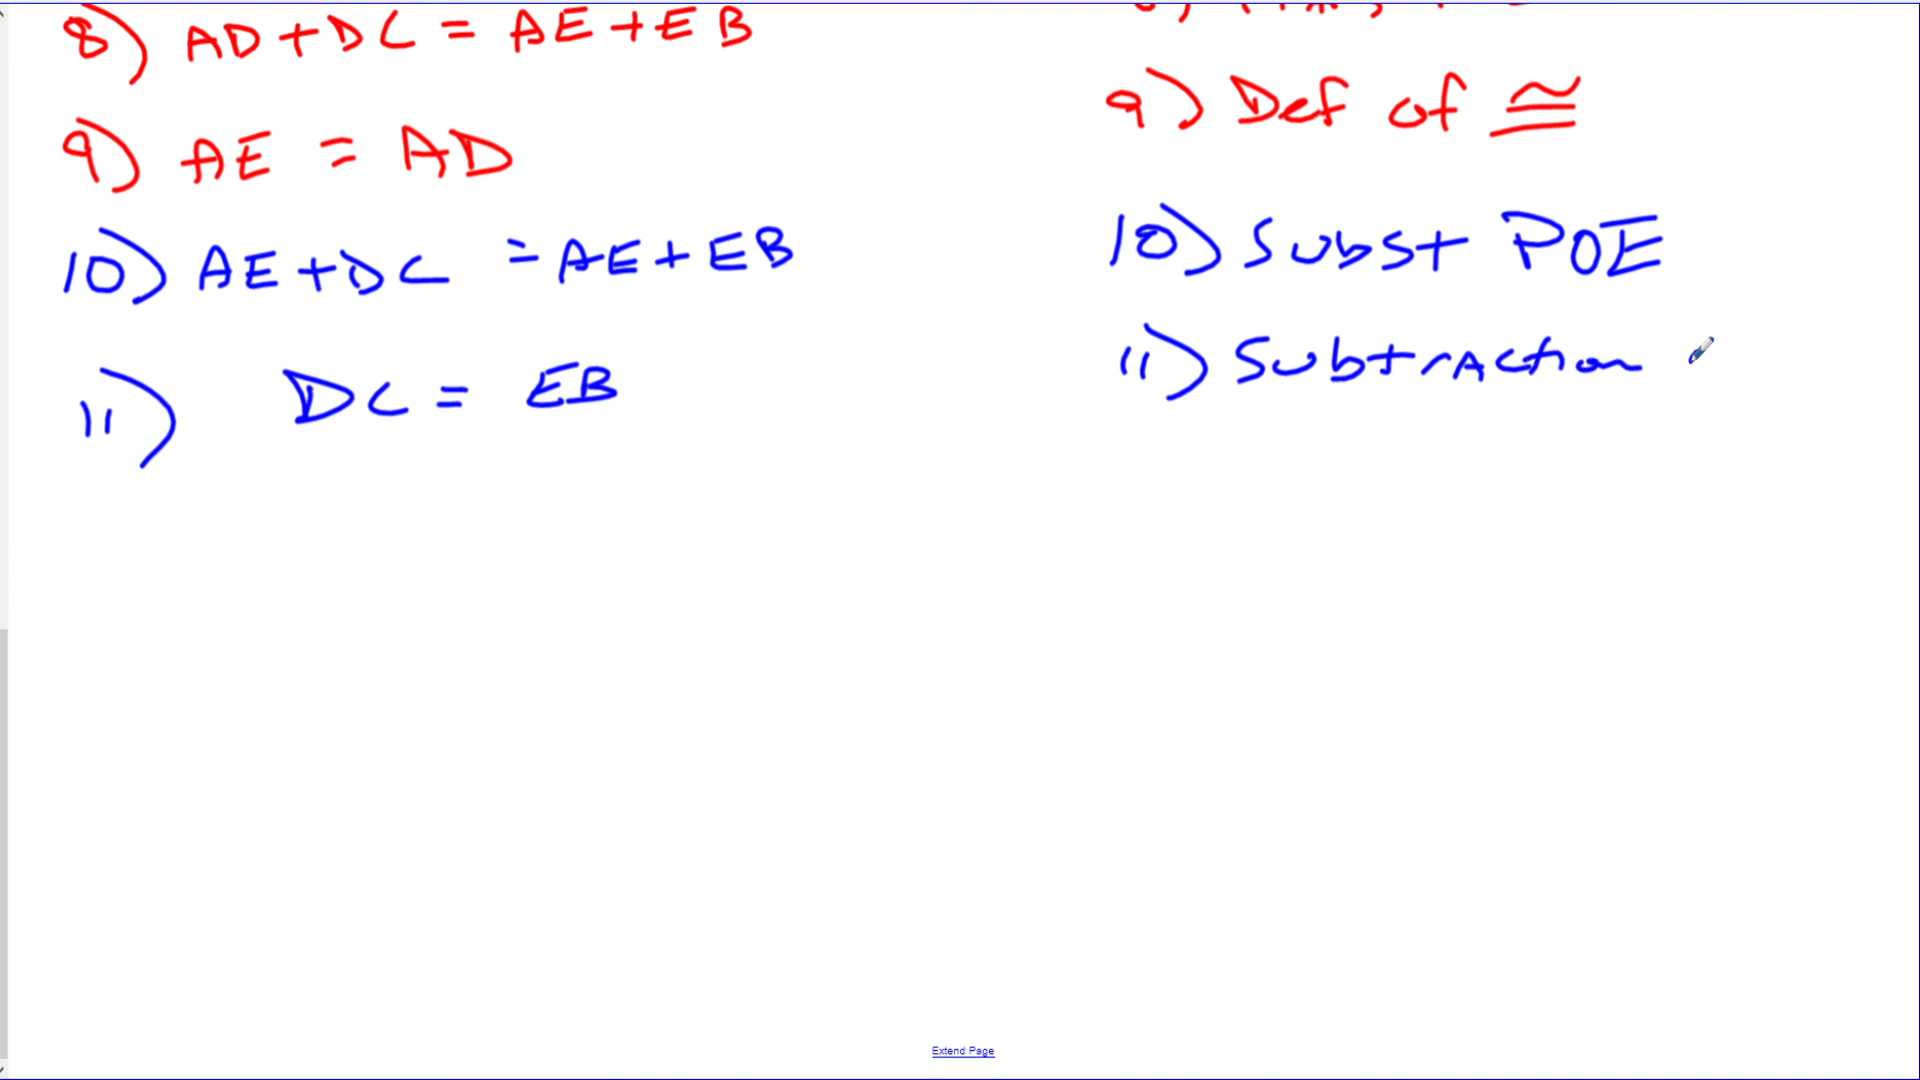 8) AD + DC = AE + EB
9) Def of ≅
9) AE = AD
10) AE + DC = AE + EB
10) Subst POE
11) DC = EB
11) Subtraction
Extend Page